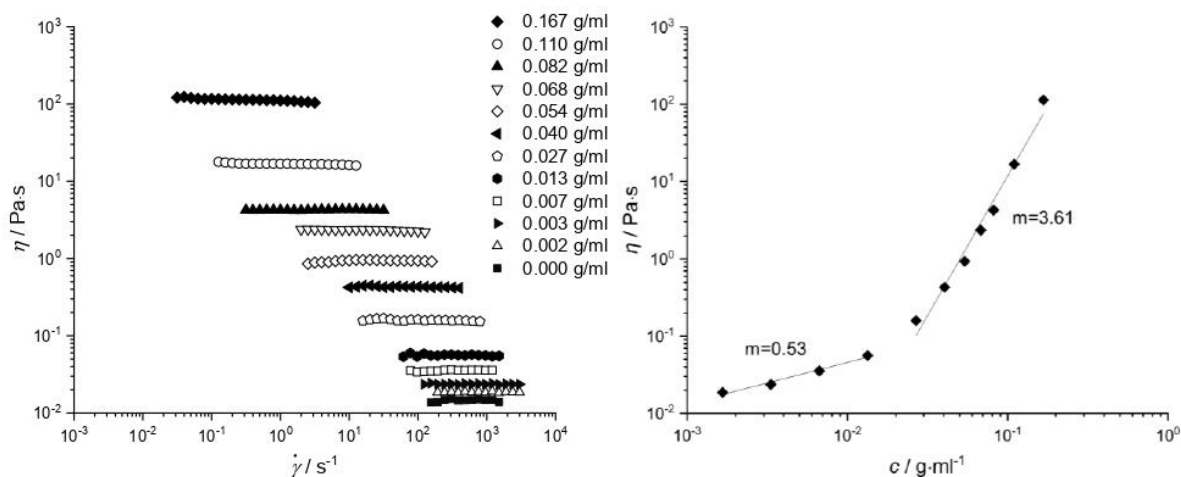 10³
10²
10¹
10⁰
10⁻¹
10⁻²
η / Pa·s
10⁻³ 10⁻² 10⁻¹ 10⁰ 10¹ 10² 10³ 10⁴
γ̇ / s⁻¹
0.167 g/ml
0.110 g/ml
0.082 g/ml
0.068 g/ml
0.054 g/ml
0.040 g/ml
0.027 g/ml
0.013 g/ml
0.007 g/ml
0.003 g/ml
0.002 g/ml
0.000 g/ml
10³
10²
10¹
10⁰
10⁻¹
10⁻²
η / Pa·s
m=3.61
m=0.53
10⁻³ 10⁻² 10⁻¹ 10⁰
c / g·ml⁻¹